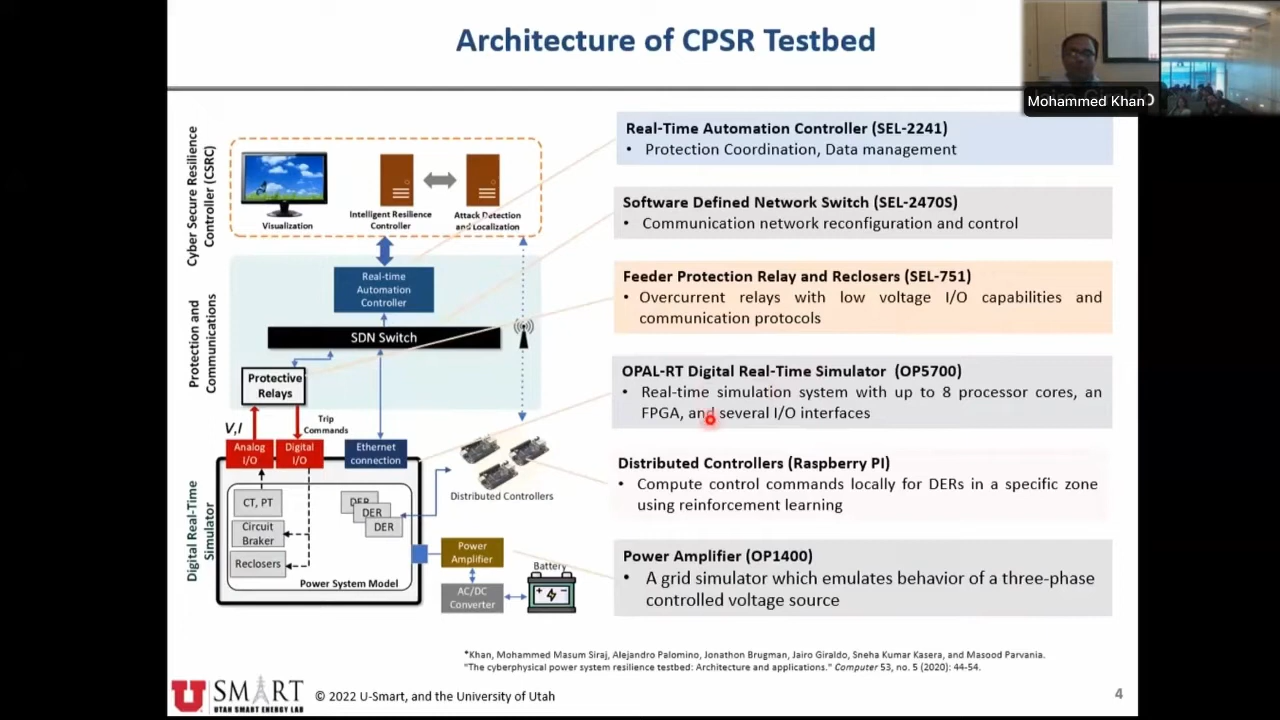 Architecture of CPSR Testbed
Mohammed Khan
Cyber Secure Resilience
Controller (CSRC)
Visualization
Intelligent Resilience
Controller
Attack Detection
and Localization
Protection and
Communications
Real-time
Automation
Controller
SDN Switch
Protective
Relays
V,I
Trip
Commands
Analog
I/O
Digital
I/O
Ethernet
connection
Digital Real-Time
Simulator
CT, PT
Circuit
Braker
Reclosers
DER
DER
DER
Power System Model
Distributed Controllers
Power
Amplifier
AC/DC
Converter
Battery
Real-Time Automation Controller (SEL-2241)
• Protection Coordination, Data management
Software Defined Network Switch (SEL-2470S)
• Communication network reconfiguration and control
Feeder Protection Relay and Reclosers (SEL-751)
• Overcurrent relays with low voltage I/O capabilities and
communication protocols
OPAL-RT Digital Real-Time Simulator (OP5700)
• Real-time simulation system with up to 8 processor cores, an
FPGA, and several I/O interfaces
Distributed Controllers (Raspberry PI)
• Compute control commands locally for DERs in a specific zone
using reinforcement learning
Power Amplifier (OP1400)
• A grid simulator which emulates behavior of a three-phase
controlled voltage source
*Khan, Mohammed Masum Siraj, Alejandro Palomino, Jonathon Brugman, Jairo Giraldo, Sneha Kumar Kasera, and Masood Parvania.
"The cyberphysical power system resilience testbed: Architecture and applications." Computer 53, no. 5 (2020): 44-54.
U SMART
UTAH SMART ENERGY LAB
© 2022 U-Smart, and the University of Utah
4